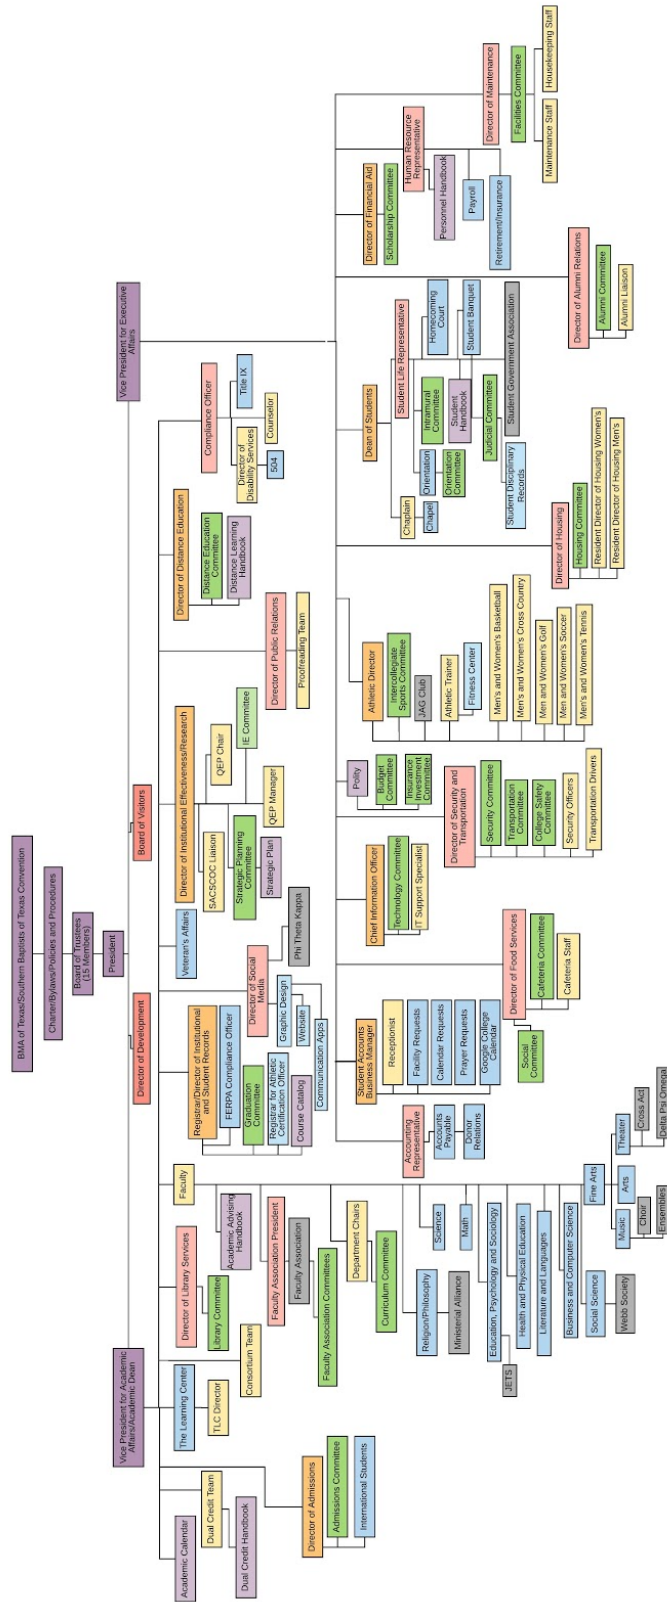 BMA of Texas/Southern Baptists of Texas Convention
Charter/Bylaws/Policies and Procedures
Board of Trustees
(15 Members)
President
Director of Development
Board of Visitors
Vice President for Academic
Affairs/Academic Dean
Vice President for Executive
Affairs
Academic Calendar
Dual Credit Team
Dual Credit Handbook
Director of Admissions
Admissions Committee
International Students
The Learning Center
TLC Director
Consortium Team
Director of Library Services
Library Committee
Faculty
Academic Advising
Handbook
Faculty Association President
Faculty Association
Faculty Association Committees
Department Chairs
Curriculum Committee
Religion/Philosophy
Ministerial Alliance
Science
Math
Education, Psychology and Sociology
JETS
Health and Physical Education
Literature and Languages
Business and Computer Science
Social Science
Webb Society
Fine Arts
Music
Choir
Ensembles
Arts
Theater
Cross Act
Delta Psi Omega
Registrar/Director of Institutional
and Student Records
FERPA Compliance Officer
Graduation
Committee
Registrar for Athletic
Certification Officer
Course Catalog
Veteran's Affairs
Director of Social
Media
Graphic Design
Website
Communication Apps
Phi Theta Kappa
Director of Institutional Effectiveness/Research
SACSCOC Liaison
QEP Chair
Strategic Planning
Committee
Strategic Plan
IE Committee
QEP Manager
Director of Public Relations
Proofreading Team
Director of Distance Education
Distance Education
Committee
Distance Learning
Handbook
Compliance Officer
Director of
Disability Services
504
Title IX
Counselor
Accounting
Representative
Accounts
Payable
Donor
Relations
Student Accounts
Business Manager
Receptionist
Facility Requests
Calendar Requests
Prayer Requests
Google College
Calendar
Director of Food Services
Social
Committee
Cafeteria Committee
Cafeteria Staff
Chief Information Officer
Technology Committee
IT Support Specialist
Polity
Budget
Committee
Insurance
Investment
Committee
Director of Security and
Transportation
Security Committee
Transportation
Committee
College Safety
Committee
Security Officers
Transportation Drivers
Athletic Director
Intercollegiate
Sports Committee
JAG Club
Athletic Trainer
Fitness Center
Men's and Women's Basketball
Men's and Women's Cross Country
Men and Women's Golf
Men and Women's Soccer
Men's and Women's Tennis
Director of Housing
Housing Committee
Resident Director of Housing Women's
Resident Director of Housing Men's
Dean of Students
Chaplain
Chapel
Student Life Representative
Orientation
Orientation
Committee
Intramural
Committee
Student
Handbook
Judicial Committee
Student Disciplinary
Records
Homecoming
Court
Student Banquet
Student Government Association
Director of Alumni Relations
Alumni Committee
Alumni Liaison
Director of Financial Aid
Scholarship Committee
Human Resource
Representative
Personnel Handbook
Payroll
Retirement/Insurance
Director of Maintenance
Facilities Committee
Maintenance Staff
Housekeeping Staff